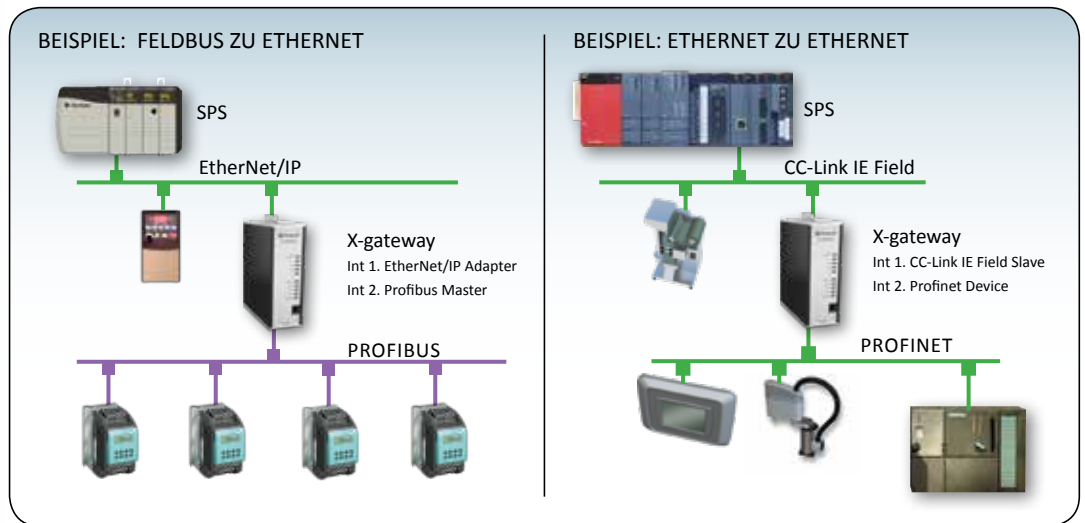 BEISPIEL: FELDBUS ZU ETHERNET
SPS
EtherNet/IP
X-gateway
Int 1. EtherNet/IP Adapter
Int 2. Profibus Master
PROFIBUS
BEISPIEL: ETHERNET ZU ETHERNET
SPS
CC-Link IE Field
X-gateway
Int 1. CC-Link IE Field Slave
Int 2. Profinet Device
PROFINET